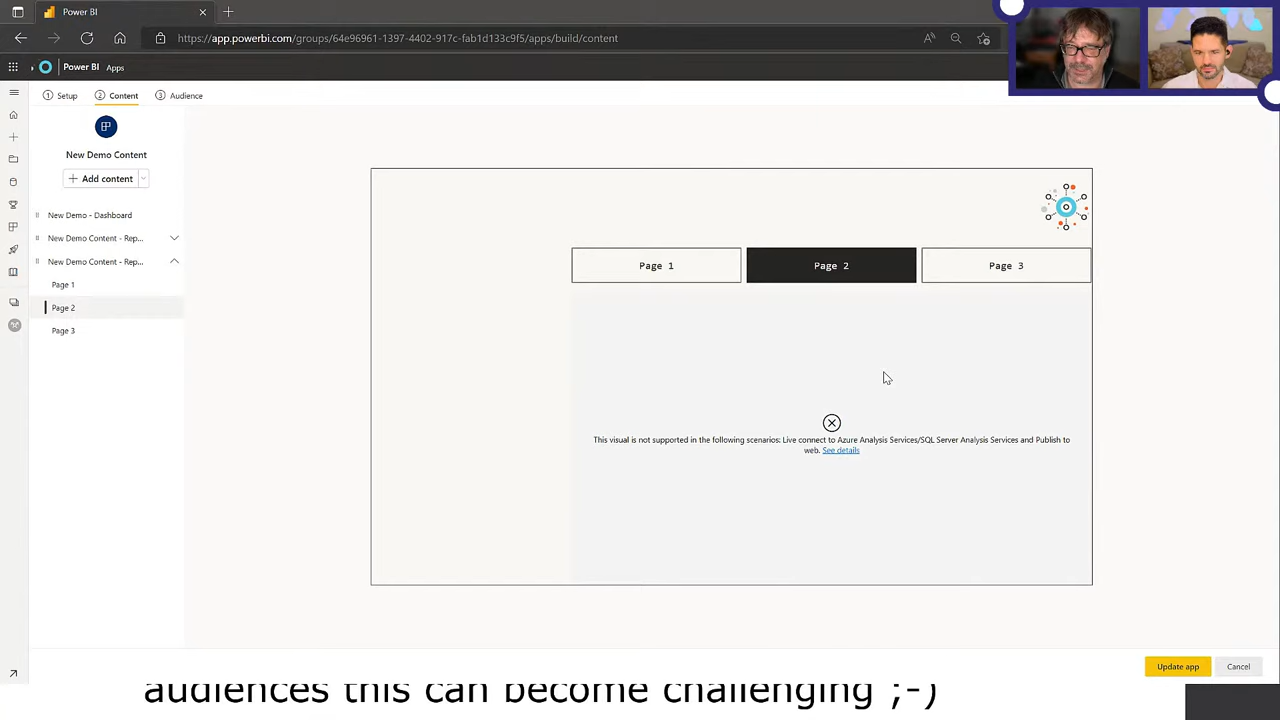 Power BI
https://app.powerbi.com/groups/64e96961-1397-4402-917c-fab1d133c9f5/apps/build/content
Power BI Apps
1 Setup 2 Content 3 Audience
New Demo Content
Add content
New Demo - Dashboard
New Demo Content - Rep...
New Demo Content - Rep...
Page 1
Page 2
Page 3
Page 1 Page 2 Page 3
This visual is not supported in the following scenarios: Live connect to Azure Analysis Services/SQL Server Analysis Services and Publish to
web. See details
Update app Cancel
audiences this can become challenging ;-)